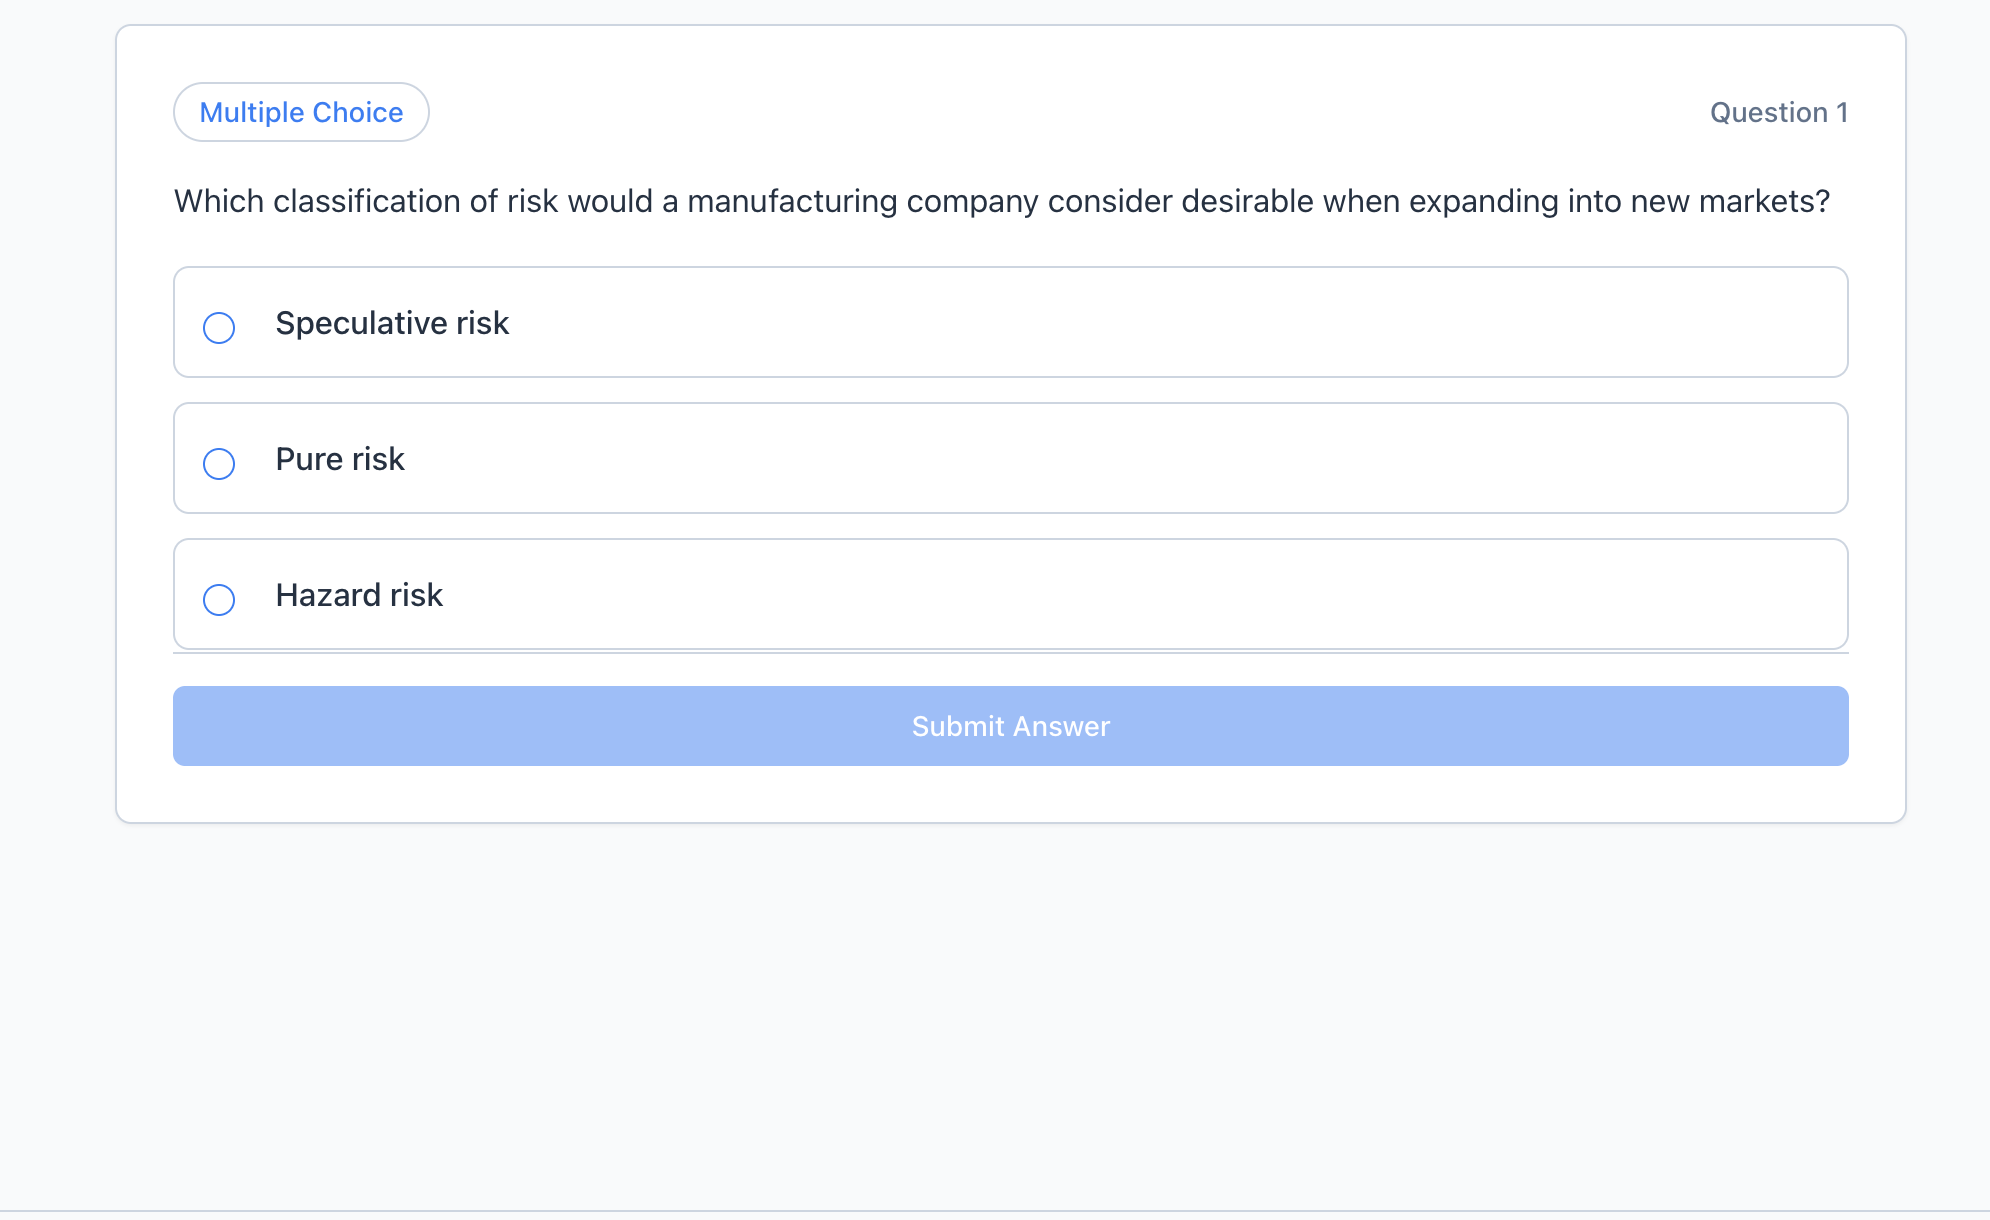 Multiple Choice
Question 1
Which classification of risk would a manufacturing company consider desirable when expanding into new markets?
Speculative risk
Pure risk
Hazard risk
Submit Answer